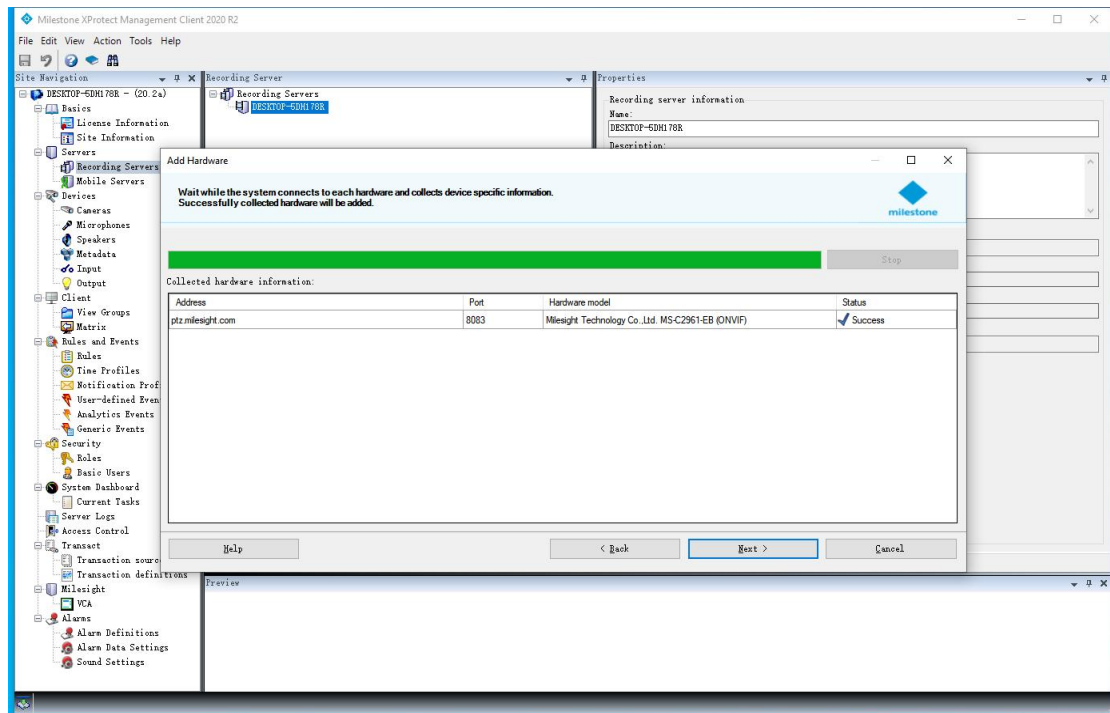 Milestone XProtect Management Client 2020 R2
File Edit View Action Tools Help
Site Navigation
DESKTOP-5DH178R - (20.2a)
Basics
License Information
Site Information
Servers
Recording Servers
Mobile Servers
Devices
Cameras
Microphones
Speakers
Metadata
Input
Output
Client
View Groups
Matrix
Rules and Events
Rules
Time Profiles
Notification Prof
User-defined Even
Analytics Events
Generic Events
Security
Roles
Basic Users
System Dashboard
Current Tasks
Server Logs
Access Control
Transact
Transaction sourc
Transaction definitions
Milesight
VCA
Alarms
Alarm Definitions
Alarm Data Settings
Sound Settings
Recording Server
Recording Servers
DESKTOP-5DH178R
Properties
Recording server information
Name:
DESKTOP-5DH178R
Description:
Add Hardware
Wait while the system connects to each hardware and collects device specific information.
Successfully collected hardware will be added.
milestone
Stop
Collected hardware information:
Address Port Hardware model Status
ptz.milesight.com 8083 Milesight Technology Co.,Ltd. MS-C2961-EB (ONVIF) Success
Help < Back Next > Cancel
Preview